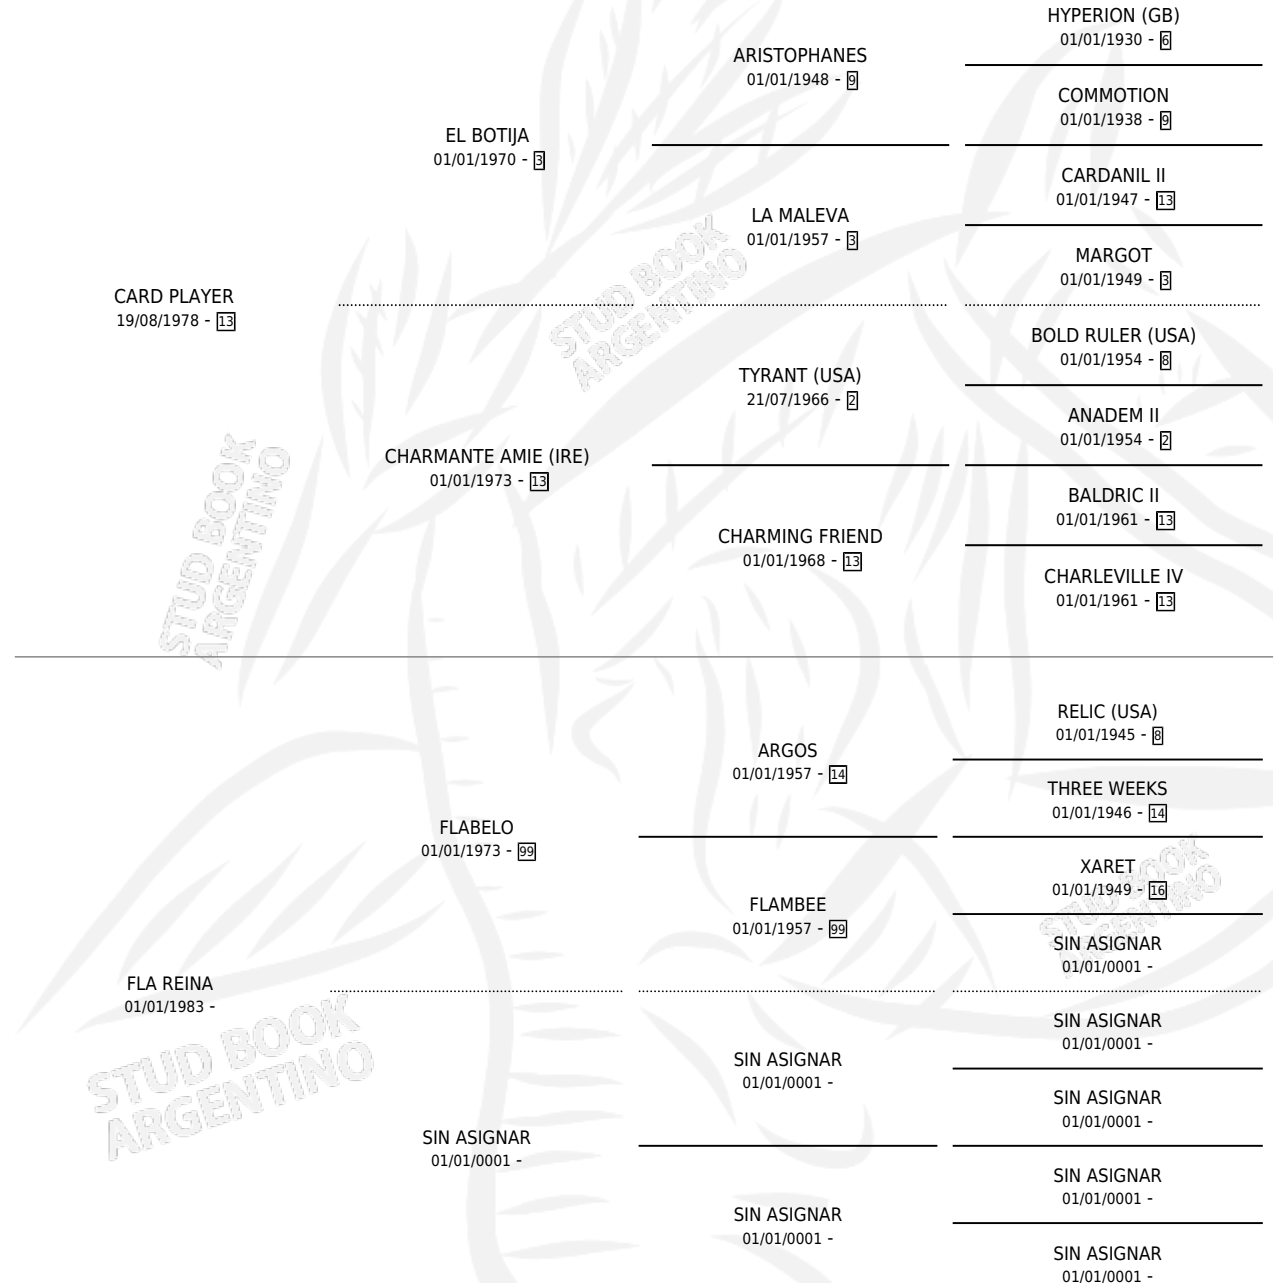 HYPERION (GB)
01/01/1930 - 6
ARISTOPHANES
01/01/1948 - 9
COMMOTION
01/01/1938 - 9
EL BOTIJA
01/01/1970 - 3
CARDANIL II
01/01/1947 - 13
LA MALEVA
01/01/1957 - 3
MARGOT
01/01/1949 - 3
CARD PLAYER
19/08/1978 - 13
BOLD RULER (USA)
01/01/1954 - 8
TYRANT (USA)
21/07/1966 - 2
ANADEM II
01/01/1954 - 2
CHARMANTE AMIE (IRE)
01/01/1973 - 13
BALDRIC II
01/01/1961 - 13
CHARMING FRIEND
01/01/1968 - 13
CHARLEVILLE IV
01/01/1961 - 13
STUD BOOK
ARGENTINO
STUD BOOK
ARGENTINO
RELIC (USA)
01/01/1945 - 8
ARGOS
01/01/1957 - 14
THREE WEEKS
01/01/1946 - 14
FLABELO
01/01/1973 - 99
XARET
01/01/1949 - 16
FLAMBEE
01/01/1957 - 99
SIN ASIGNAR
01/01/0001 -
FLA REINA
01/01/1983 -
SIN ASIGNAR
01/01/0001 -
SIN ASIGNAR
01/01/0001 -
SIN ASIGNAR
01/01/0001 -
SIN ASIGNAR
01/01/0001 -
SIN ASIGNAR
01/01/0001 -
SIN ASIGNAR
01/01/0001 -
SIN ASIGNAR
01/01/0001 -
STUD BOOK
ARGENTINO
STUD BOOK
ARGENTINO